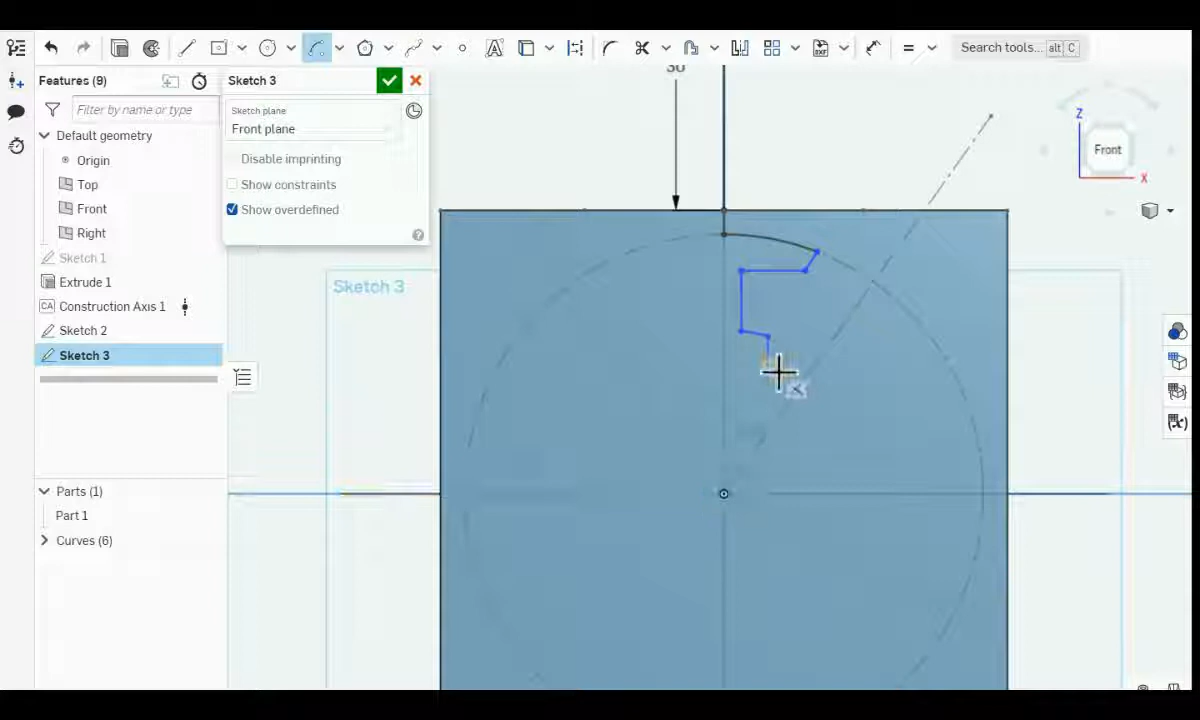 Search tools... alt C
Features (9)
Filter by name or type
Default geometry
Origin
Top
Front
Right
Sketch 1
Extrude 1
Construction Axis 1
Sketch 2
Sketch 3
Parts (1)
Part 1
Curves (6)
Sketch 3
Sketch plane
Front plane
Disable imprinting
Show constraints
Show overdefined
Sketch 3
Z
Front
X